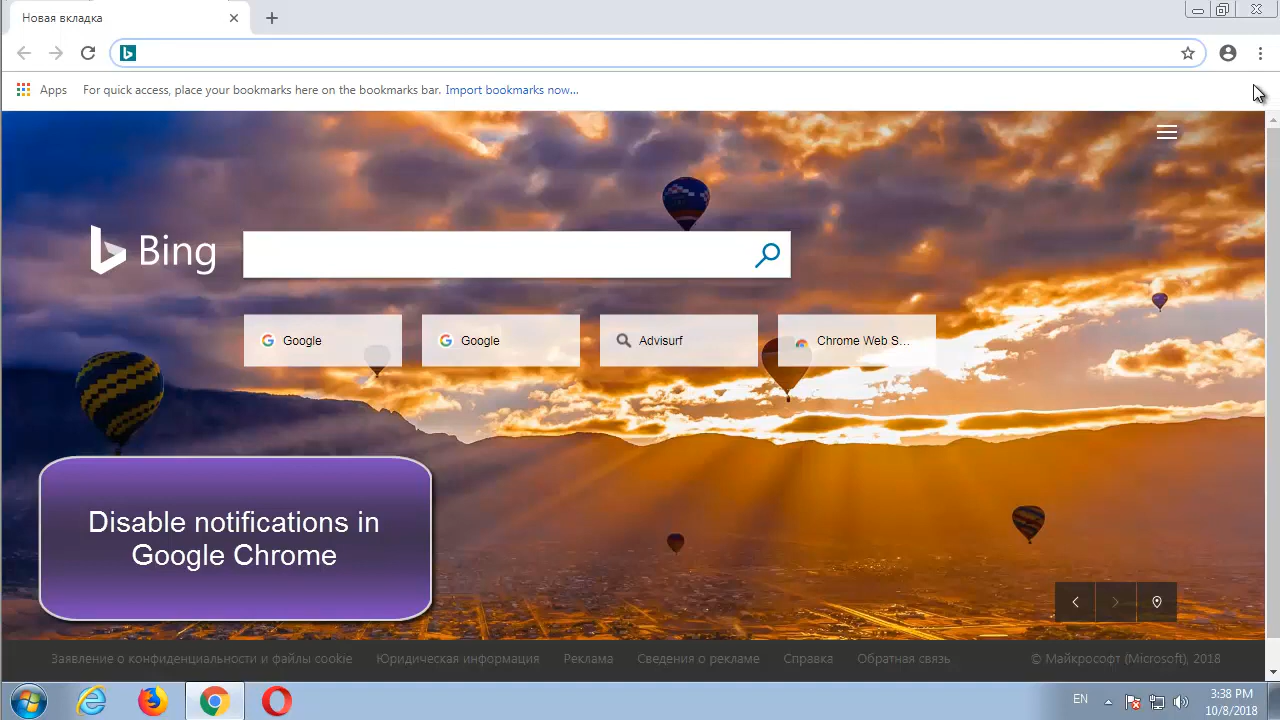 Новая вкладка
Apps
For quick access, place your bookmarks here on the bookmarks bar. Import bookmarks now...
Bing
Google
Google
Advisurf
Chrome Web S...
Disable notifications in
Google Chrome
Заявление о конфиденциальности и файлы cookie
Юридическая информация
Реклама
Сведения о рекламе
Справка
Обратная связь
© Майкрософт (Microsoft), 2018
EN
3:38 PM
10/8/2018